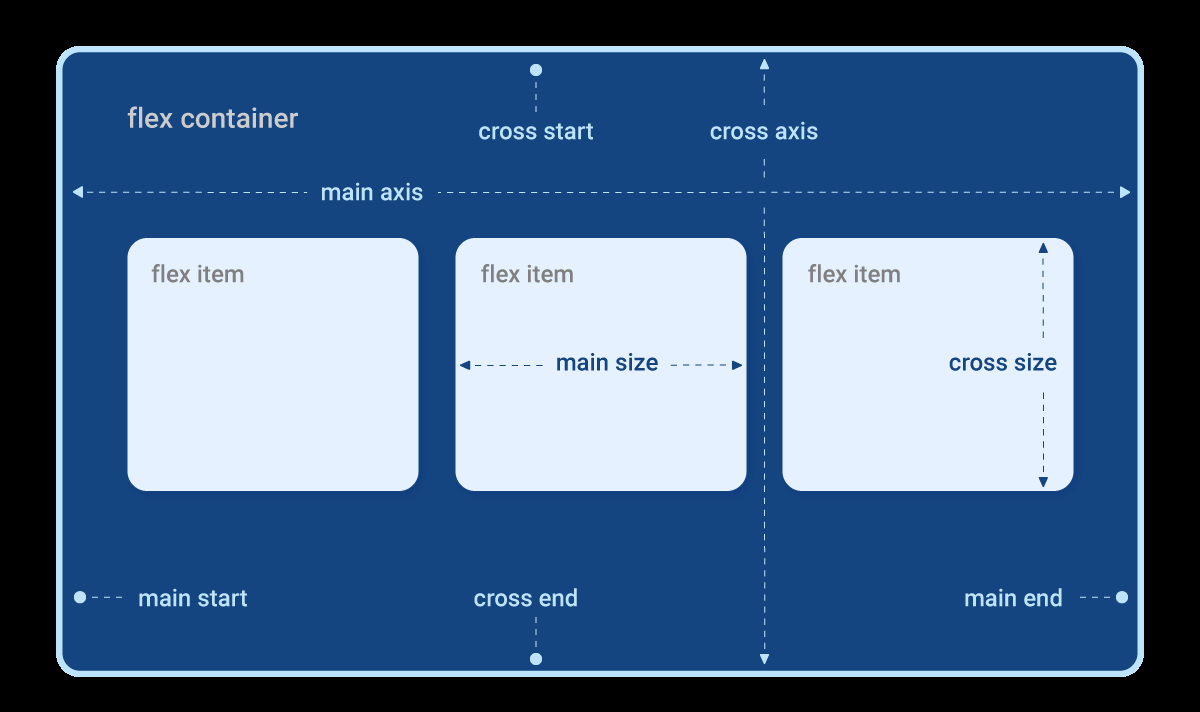 flex container
cross start
cross axis
main axis
flex item
flex item
flex item
main size
cross size
main start
cross end
main end